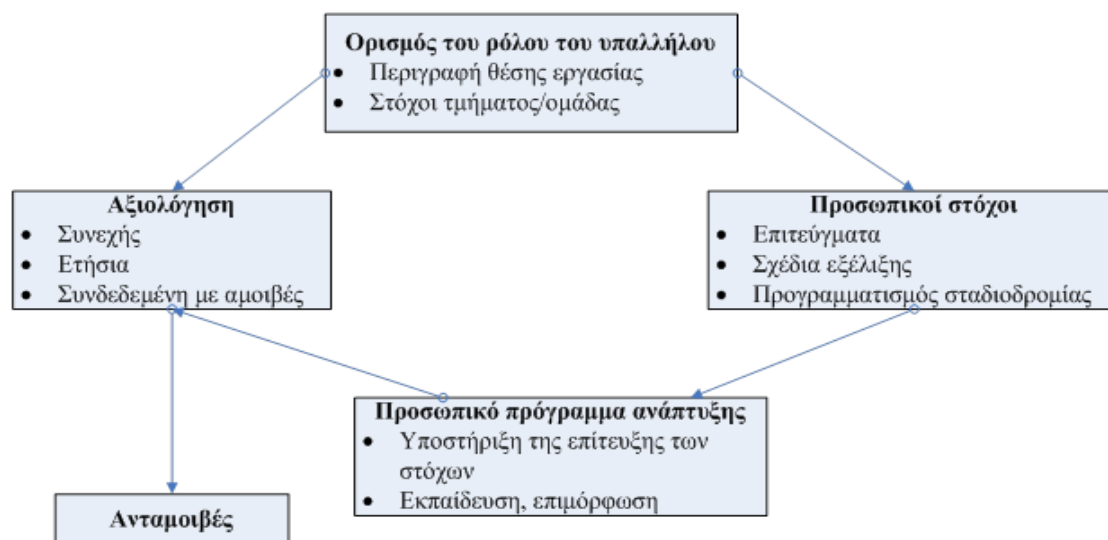 Ορισμός του ρόλου του υπαλλήλου
• Περιγραφή θέσης εργασίας
• Στόχοι τμήματος/ομάδας
Αξιολόγηση
• Συνεχής
• Ετήσια
• Συνδεδεμένη με αμοιβές
Προσωπικοί στόχοι
• Επιτεύγματα
• Σχέδια εξέλιξης
• Προγραμματισμός σταδιοδρομίας
Προσωπικό πρόγραμμα ανάπτυξης
• Υποστήριξη της επίτευξης των
στόχων
• Εκπαίδευση, επιμόρφωση
Ανταμοιβές